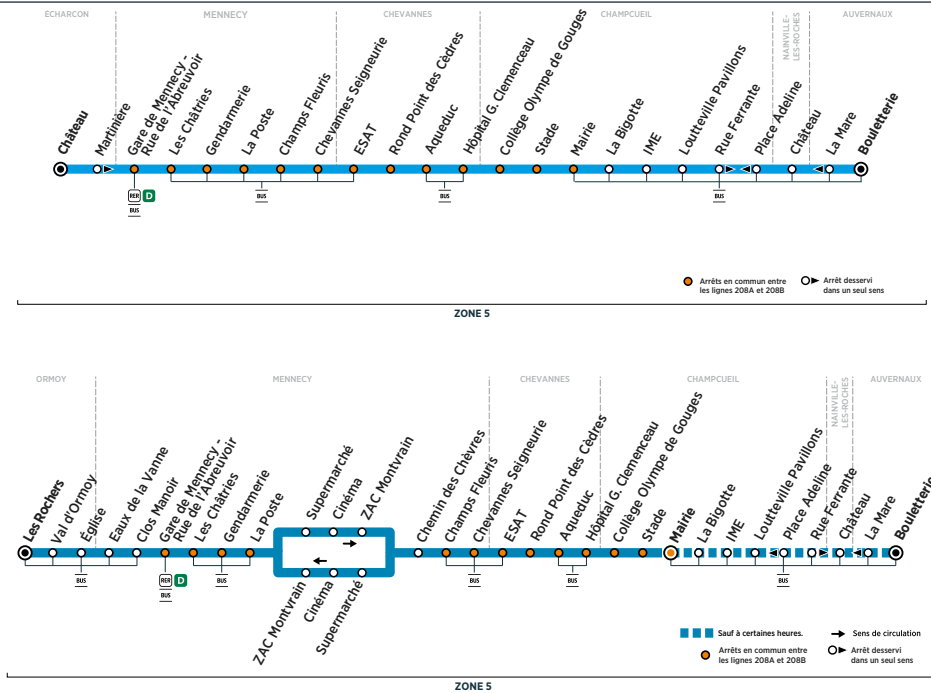 ÉCHARCON
MENNECY
CHEVANNES
CHAMPCUEIL
NAINVILLE-
LES-ROCHES
AUVERNAUX
Château
Martinière
Gare de Mennecy -
Rue de l'Abreuvoir
Les Châtries
Gendarmerie
La Poste
Champs Fleuris
Chevannes Seigneurie
ESAT
Rond Point des Cèdres
Aqueduc
Hôpital G. Clemenceau
Collège Olympe de Gouges
Stade
Mairie
La Bigotte
IME
Loutteville Pavillons
Rue Ferrante
Place Adeline
Château
La Mare
Bouletterie
RER D
BUS
BUS
BUS
BUS
Arrêts en commun entre
les lignes 208A et 208B
Arrêt desservi
dans un seul sens
ZONE 5
ORMOY
MENNECY
CHEVANNES
CHAMPCUEIL
NAINVILLE-
LES-ROCHES
AUVERNAUX
Les Rochers
Val d'Ormoy
Église
Eaux de la Vanne
Clos Manoir
Gare de Mennecy -
Rue de l'Abreuvoir
Les Châtries
Gendarmerie
La Poste
Supermarché
Cinéma
ZAC Montvrain
ZAC Montvrain
Cinéma
Supermarché
Chemin des Chèvres
Champs Fleuris
Chevannes Seigneurie
ESAT
Rond Point des Cèdres
Aqueduc
Hôpital G. Clemenceau
Collège Olympe de Gouges
Stade
Mairie
La Bigotte
IME
Loutteville Pavillons
Place Adeline
Rue Ferrante
Château
La Mare
Bouletterie
BUS
RER D
BUS
BUS
BUS
BUS
BUS
Sauf à certaines heures.
Sens de circulation
Arrêts en commun entre
les lignes 208A et 208B
Arrêt desservi
dans un seul sens
ZONE 5